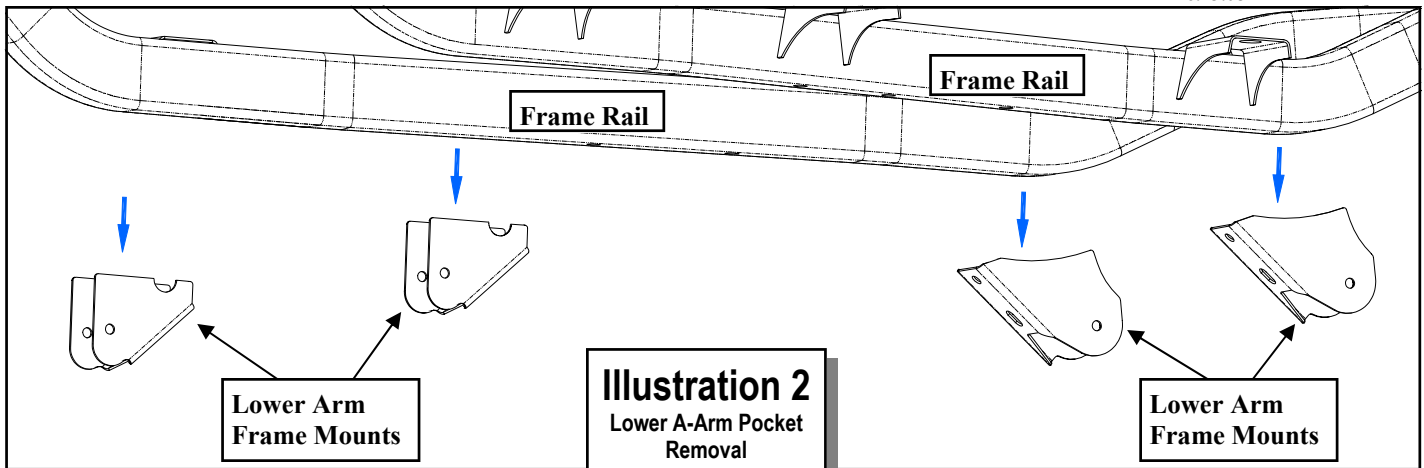 Frame Rail
Frame Rail
Lower Arm
Frame Mounts
Illustration 2
Lower A-Arm Pocket
Removal
Lower Arm
Frame Mounts